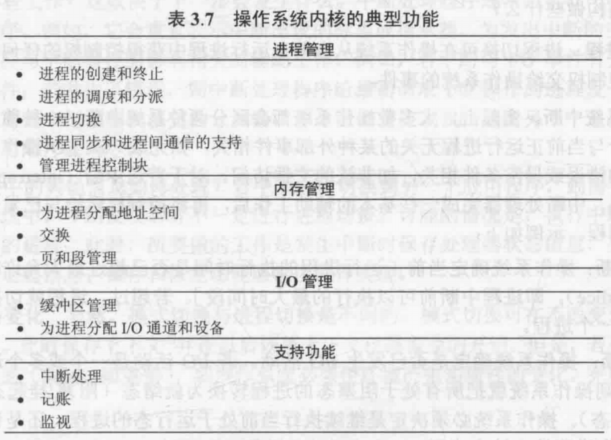 表 3.7 操作系统内核的典型功能
进程管理
• 进程的创建和终止
• 进程的调度和分派
• 进程切换
• 进程同步和进程间通信的支持
• 管理进程控制块
内存管理
• 为进程分配地址空间
• 交换
• 页和段管理
I/O 管理
• 缓冲区管理
• 为进程分配 I/O 通道和设备
支持功能
• 中断处理
• 记账
• 监视